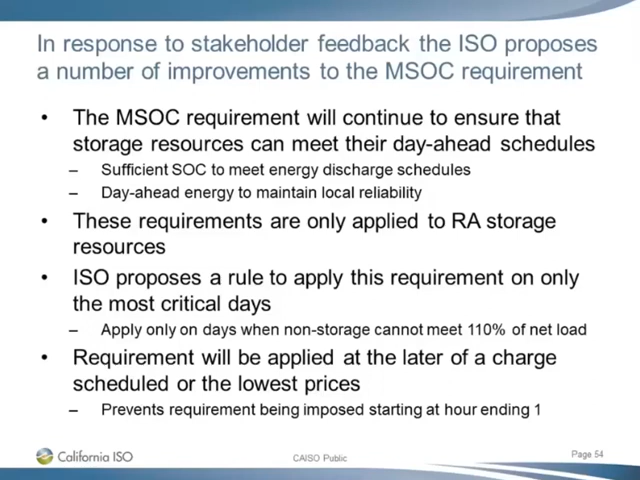 In response to stakeholder feedback the ISO proposes
a number of improvements to the MSOC requirement
• The MSOC requirement will continue to ensure that
storage resources can meet their day-ahead schedules
– Sufficient SOC to meet energy discharge schedules
– Day-ahead energy to maintain local reliability
• These requirements are only applied to RA storage
resources
• ISO proposes a rule to apply this requirement on only
the most critical days
– Apply only on days when non-storage cannot meet 110% of net load
• Requirement will be applied at the later of a charge
scheduled or the lowest prices
– Prevents requirement being imposed starting at hour ending 1
California ISO
CAISO Public
Page 54